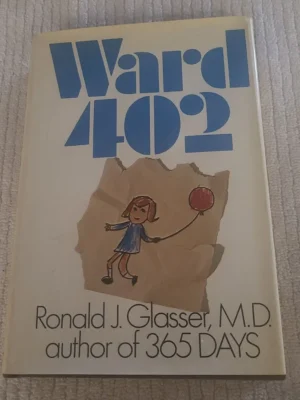 Ward
402
Ronald J. Glasser, M.D.
author of 365 DAYS